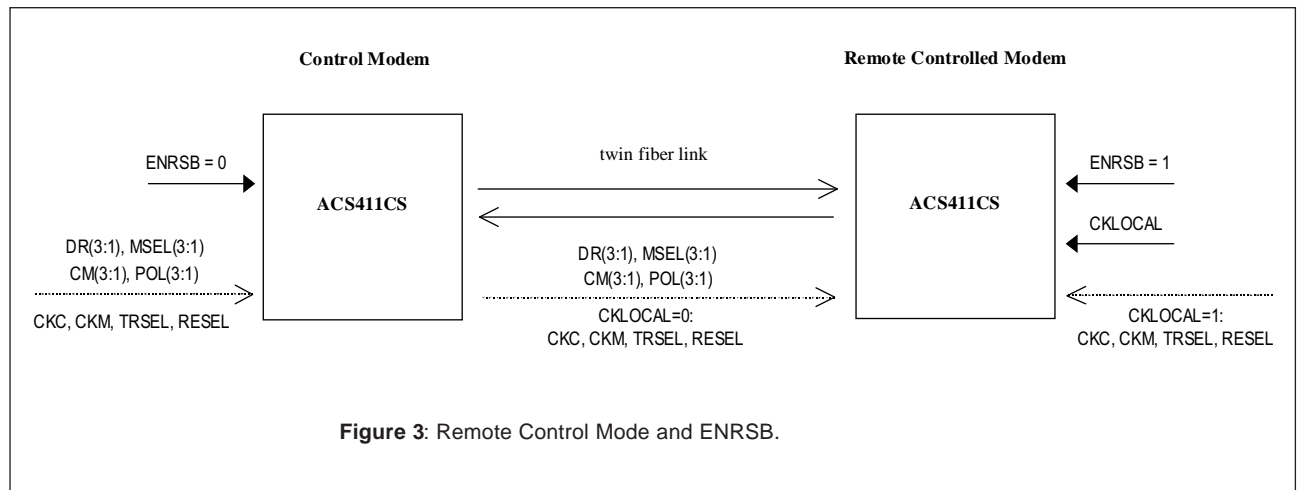 Control Modem
Remote Controlled Modem
ENRSB = 0
ACS411CS
twin fiber link
ACS411CS
ENRSB = 1
CKLOCAL
DR(3:1), MSEL(3:1)
CM(3:1), POL(3:1)
CKC, CKM, TRSEL, RESEL
DR(3:1), MSEL(3:1)
CM(3:1), POL(3:1)
CKLOCAL=0:
CKC, CKM, TRSEL, RESEL
CKLOCAL=1:
CKC, CKM, TRSEL, RESEL
Figure 3: Remote Control Mode and ENRSB.